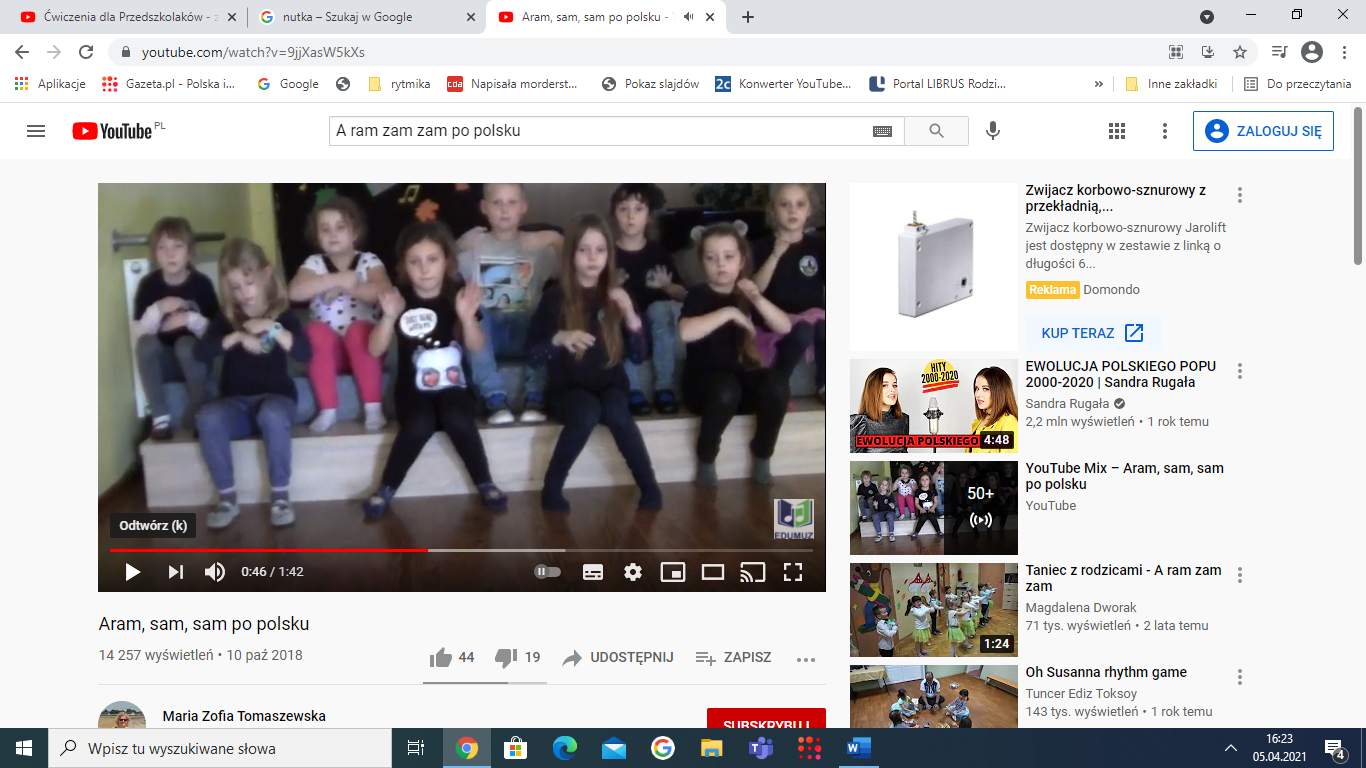 Ćwiczenia dla Przedszkolaków - z
nutka – Szukaj w Google
Aram, sam, sam po polsku - Y
youtube.com/watch?v=9jjXasW5kXs
Aplikacje
Gazeta.pl - Polska i...
Google
rytmika
cda
Napisała morderst...
Pokaz slajdów
2c
Konwerter YouTube...
Portal LIBRUS Rodzi...
»
Inne zakładki
Do przeczytania
YouTube PL
A ram zam zam po polsku
ZALOGUJ SIĘ
JUST DANCE WITH ME
EDUMUZ
Odtwórz (k)
0:46 / 1:42
Aram, sam, sam po polsku
14 257 wyświetleń • 10 paź 2018
44
19
UDOSTĘPNIJ
ZAPISZ
Maria Zofia Tomaszewska
SUBSKRYBUJ
Zwijacz korbowo-sznurowy z
przekładnią,...
Zwijacz korbowo-sznurowy Jarolift
jest dostępny w zestawie z linką o
długości 6...
Reklama Domondo
KUP TERAZ
HITY
2000-2020
EWOLUCJA POLSKIEGO
4:48
EWOLUCJA POLSKIEGO POPU
2000-2020 | Sandra Rugała
Sandra Rugała
2,2 mln wyświetleń • 1 rok temu
50+
YouTube Mix – Aram, sam, sam
po polsku
YouTube
1:24
Taniec z rodzicami - A ram zam
zam
Magdalena Dworak
71 tys. wyświetleń • 2 lata temu
Oh Susanna rhythm game
Tuncer Ediz Toksoy
143 tys. wyświetleń • 1 rok temu
Wpisz tu wyszukiwane słowa
16:23
05.04.2021
4